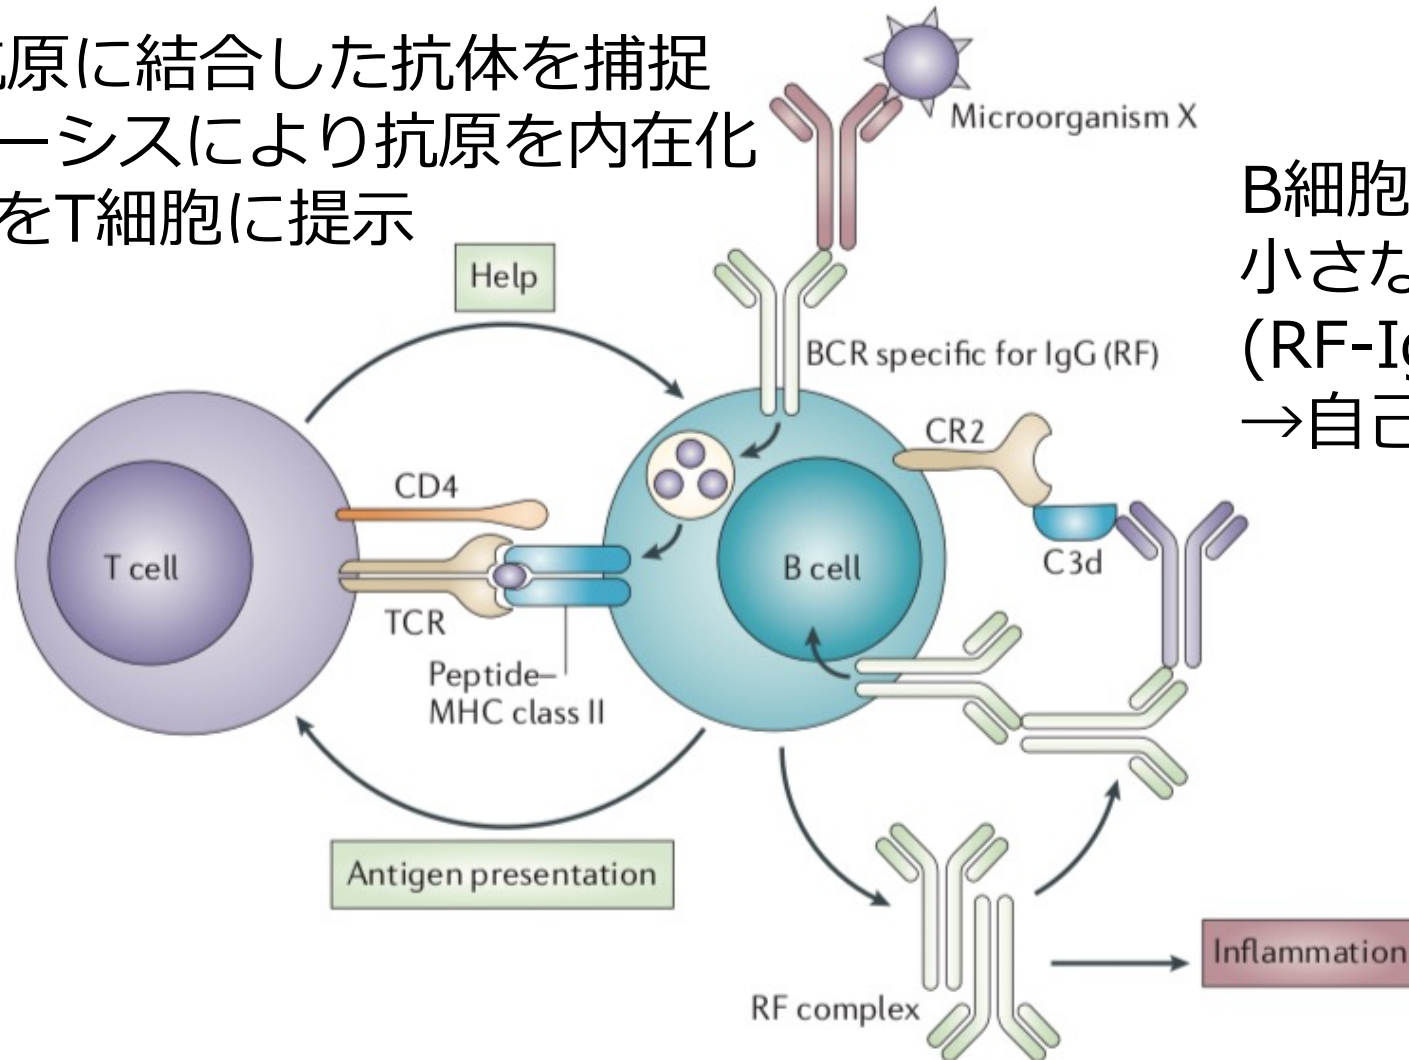 原に結合した抗体を捕捉
ーシスにより抗原を内在化
をT細胞に提示
Microorganism X
B細胞
小さな
(RF-Ig
→自己
Help
BCR specific for IgG (RF)
CR2
CD4
C3d
T cell
B cell
TCR
Peptide–
MHC class II
Antigen presentation
Inflammation
RF complex